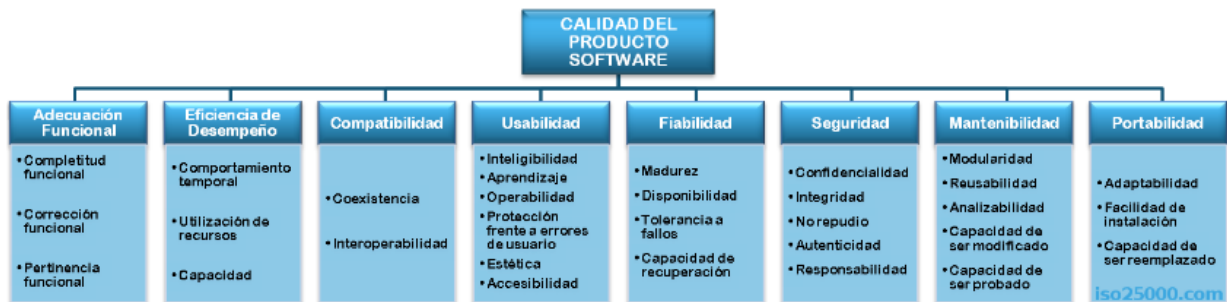 CALIDAD DEL
PRODUCTO
SOFTWARE
Adecuación
Funcional
• Completitud
funcional
• Corrección
funcional
• Pertinencia
funcional
Eficiencia de
Desempeño
• Comportamiento
temporal
• Utilización de
recursos
• Capacidad
Compatibilidad
• Coexistencia
• Interoperabilidad
Usabilidad
• Inteligibilidad
• Aprendizaje
• Operabilidad
• Protección
frente a errores
de usuario
• Estética
• Accesibilidad
Fiabilidad
• Madurez
• Disponibilidad
• Tolerancia a
fallos
• Capacidad de
recuperación
Seguridad
• Confidencialidad
• Integridad
• No repudio
• Autenticidad
• Responsabilidad
Mantenibilidad
• Modularidad
• Reusabilidad
• Analizabilidad
• Capacidad de
ser modificado
• Capacidad de
ser probado
Portabilidad
• Adaptabilidad
• Facilidad de
instalación
• Capacidad de
ser reemplazado
iso25000.com